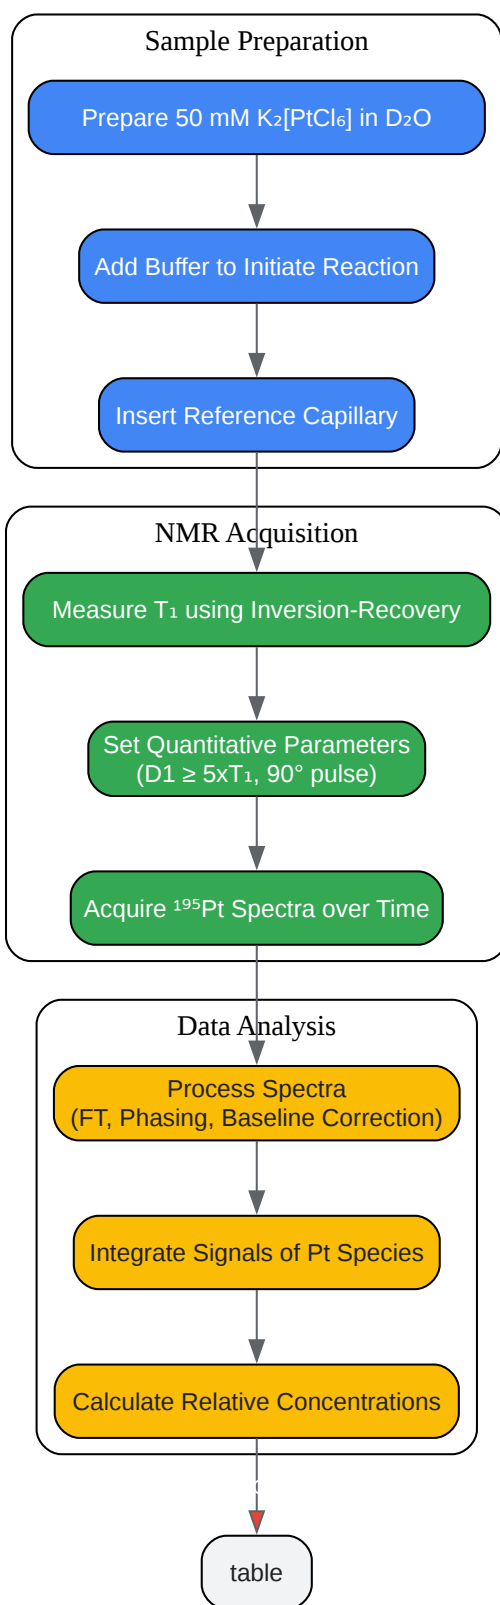 Sample Preparation
Prepare 50 mM K₂[PtCl₆] in D₂O
Add Buffer to Initiate Reaction
Insert Reference Capillary
NMR Acquisition
Measure T₁ using Inversion-Recovery
Set Quantitative Parameters
(D1 ≥ 5xT₁, 90° pulse)
Acquire ¹⁹⁵Pt Spectra over Time
Data Analysis
Process Spectra
(FT, Phasing, Baseline Correction)
Integrate Signals of Pt Species
Calculate Relative Concentrations
table